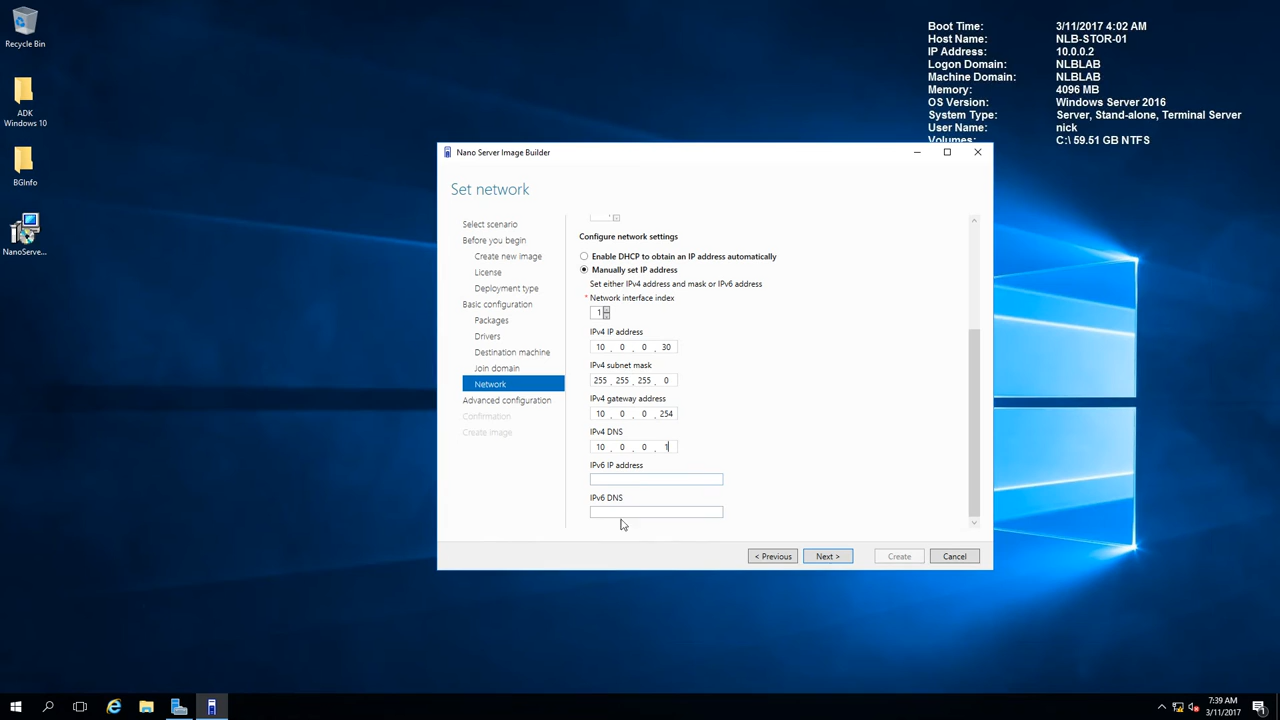 Recycle Bin
ADK
Windows 10
BGInfo
NanoServe...
Boot Time: 3/11/2017 4:02 AM
Host Name: NLB-STOR-01
IP Address: 10.0.0.2
Logon Domain: NLBLAB
Machine Domain: NLBLAB
Memory: 4096 MB
OS Version: Windows Server 2016
System Type: Server, Stand-alone, Terminal Server
User Name: nick
Volumes: C:\ 59.51 GB NTFS
Nano Server Image Builder
Set network
Select scenario
Before you begin
Create new image
License
Deployment type
Basic configuration
Packages
Drivers
Destination machine
Join domain
Network
Advanced configuration
Confirmation
Create image
Configure network settings
Enable DHCP to obtain an IP address automatically
Manually set IP address
Set either IPv4 address and mask or IPv6 address
* Network interface index
1
IPv4 IP address
10 . 0 . 0 . 30
IPv4 subnet mask
255 . 255 . 255 . 0
IPv4 gateway address
10 . 0 . 0 . 254
IPv4 DNS
10 . 0 . 0 . 1
IPv6 IP address
IPv6 DNS
< Previous
Next >
Create
Cancel
7:39 AM
3/11/2017
1